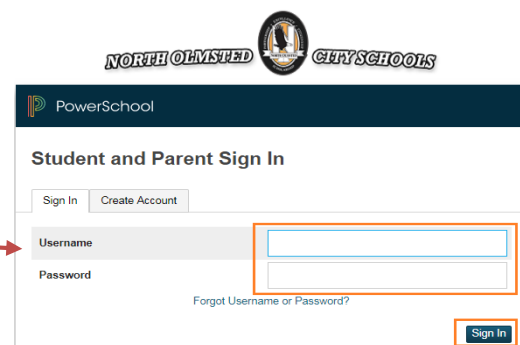 NORTH OLMSTED CITY SCHOOLS
PowerSchool
Student and Parent Sign In
Sign In Create Account
Username
Password
Forgot Username or Password?
Sign In